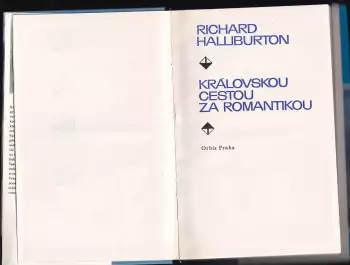 RICHARD
HALLIBURTON
KRÁLOVSKOU
CESTOU
ZA ROMANTIKOU
Orbis Praha